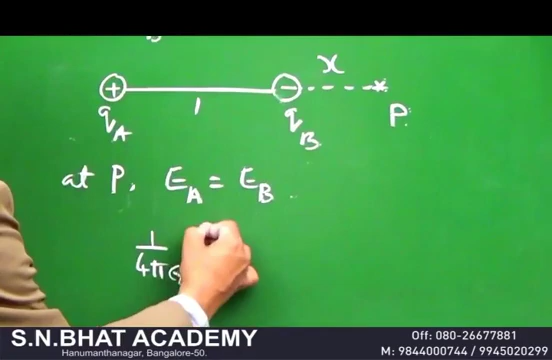 x
+ −
q_A 1 q_B P
at P, E_A = E_B
1
4π
S.N.BHAT ACADEMY
Hanumanthanagar, Bangalore-50.
Off: 080-26677881
M: 9844000744 / 9945020299